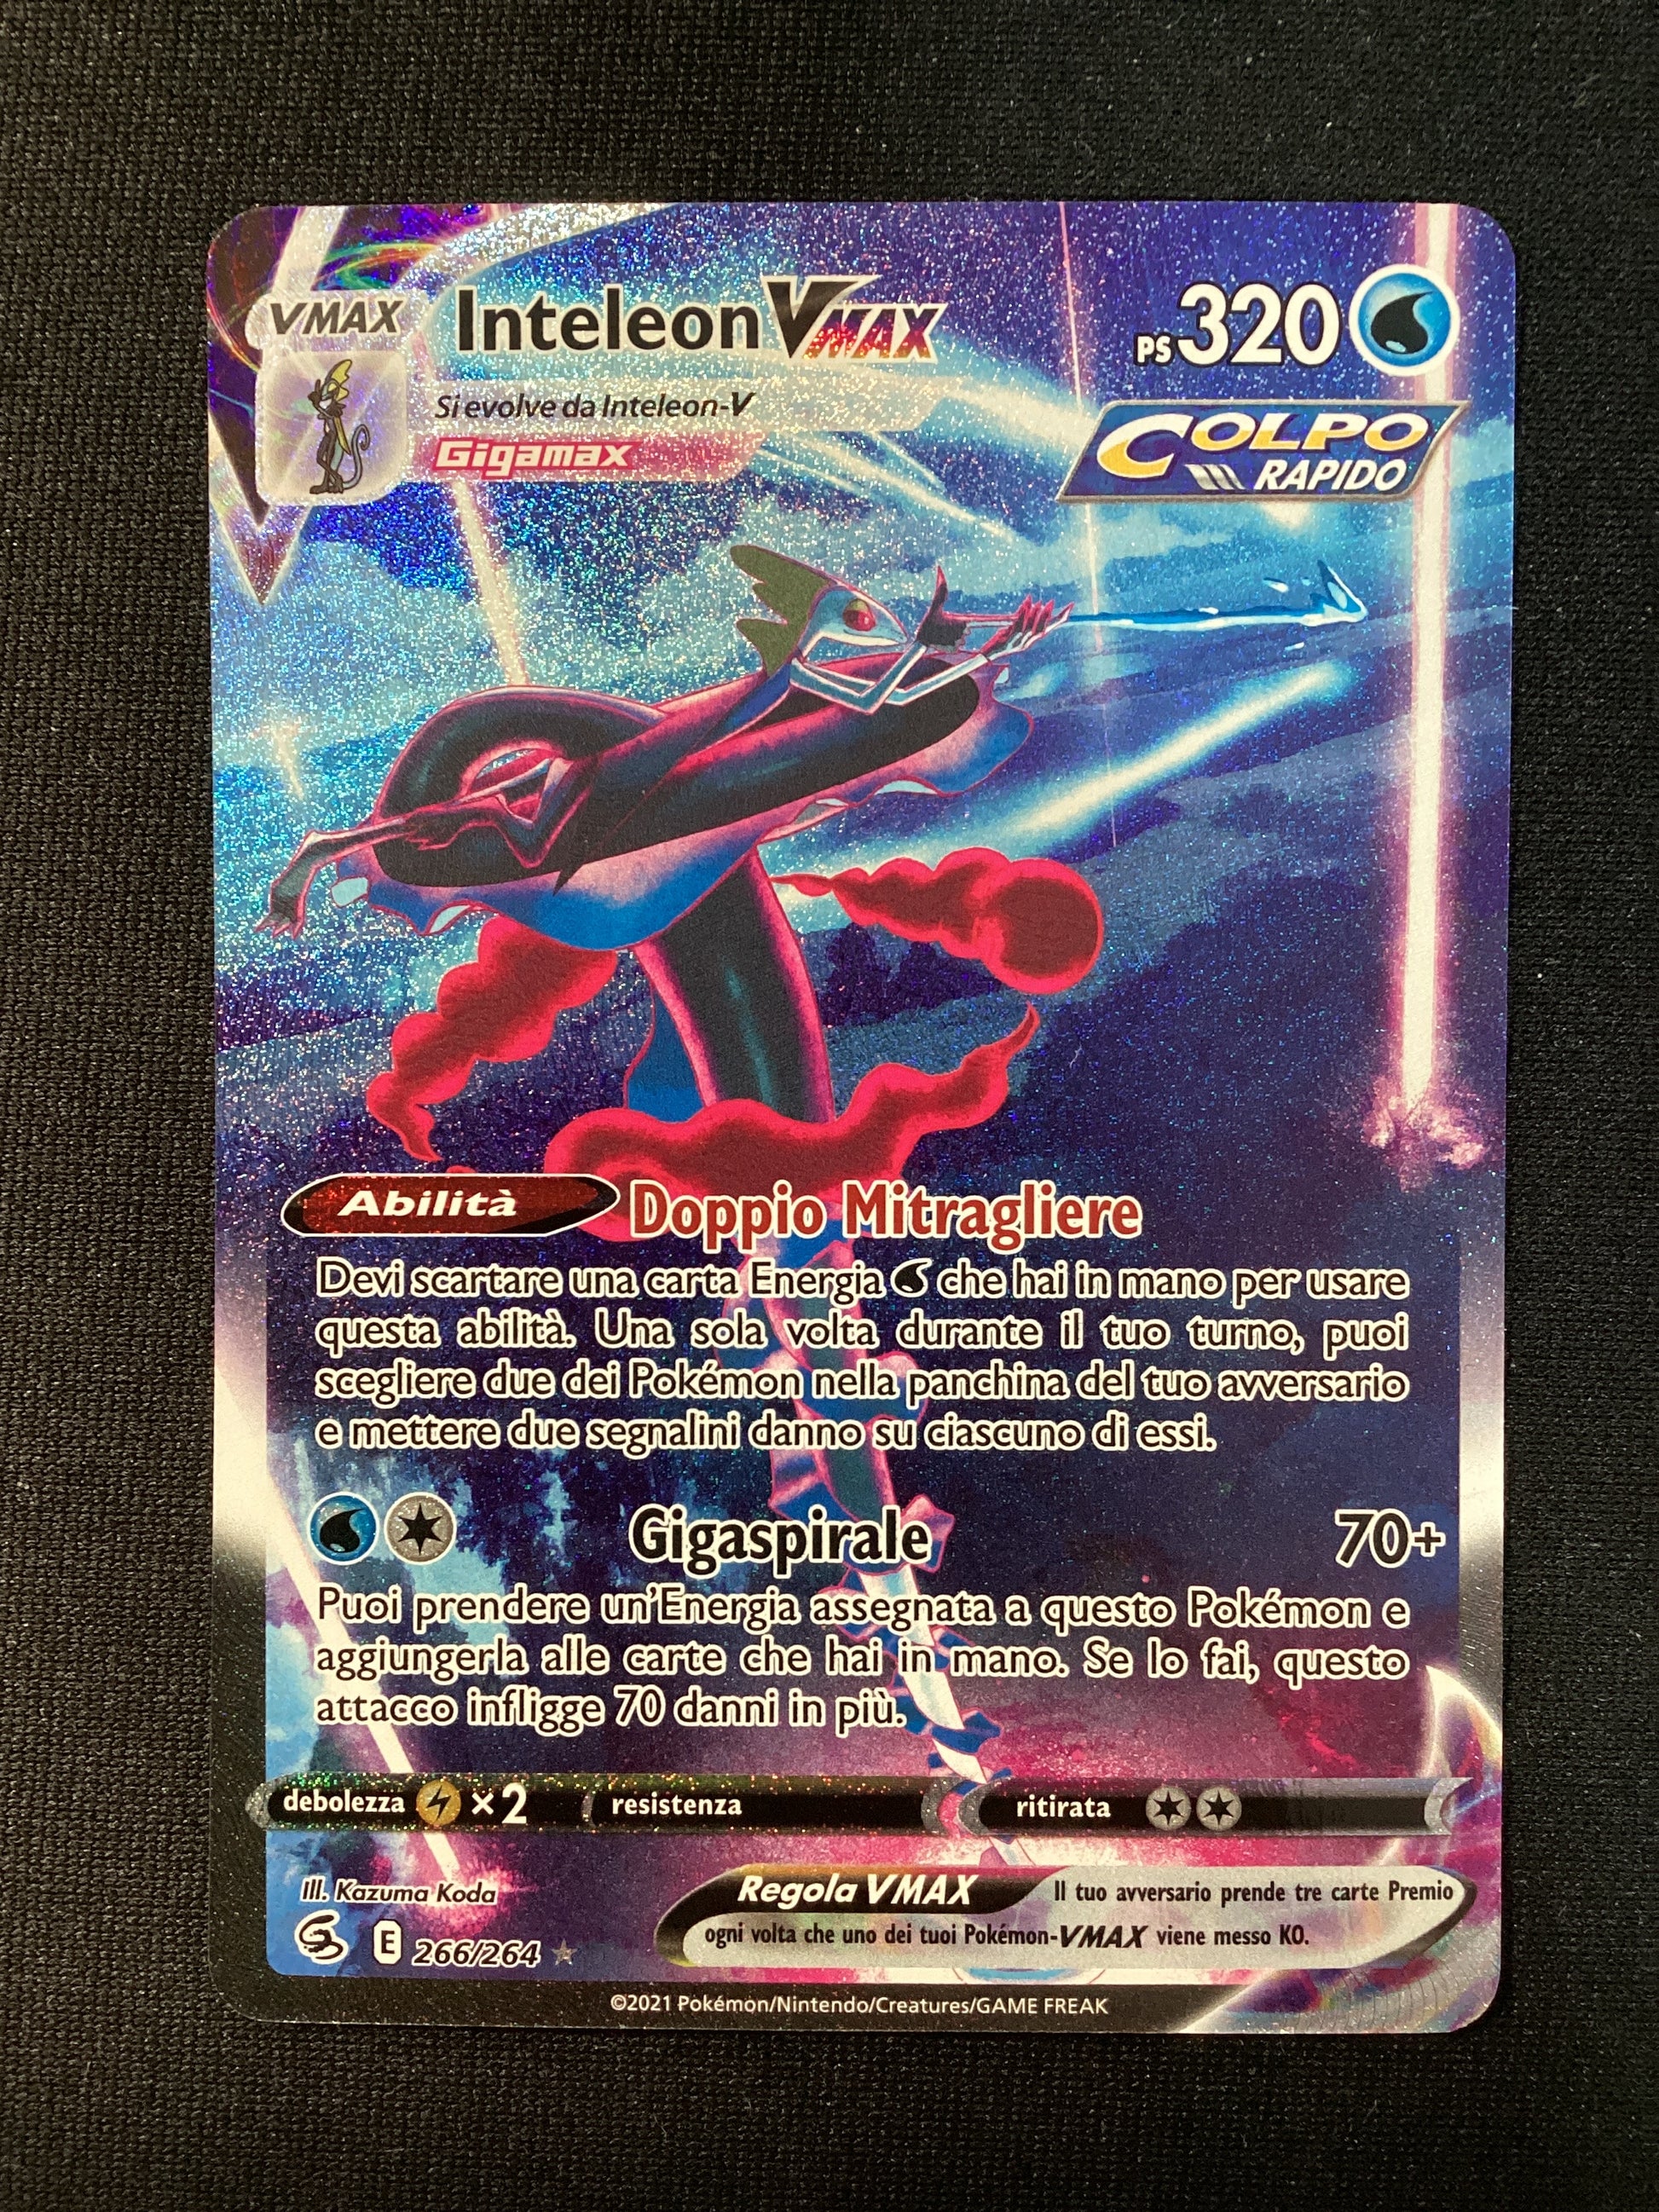 VMAX
Inteleon VMAX
PS 320
Si evolve da Inteleon-V
Gigamax
COLPO
RAPIDO
Abilità Doppio Mitragliere
Devi scartare una carta Energia che hai in mano per usare
questa abilità. Una sola volta durante il tuo turno, puoi
scegliere due dei Pokémon nella panchina del tuo avversario
e mettere due segnalini danno su ciascuno di essi.
Gigaspirale 70+
Puoi prendere un'Energia assegnata a questo Pokémon e
aggiungerla alle carte che hai in mano. Se lo fai, questo
attacco infligge 70 danni in più.
debolezza ×2 resistenza ritirata
Ill. Kazuma Koda
Regola VMAX Il tuo avversario prende tre carte Premio
ogni volta che uno dei tuoi Pokémon-VMAX viene messo KO.
E 266/264 ★
©2021 Pokémon/Nintendo/Creatures/GAME FREAK